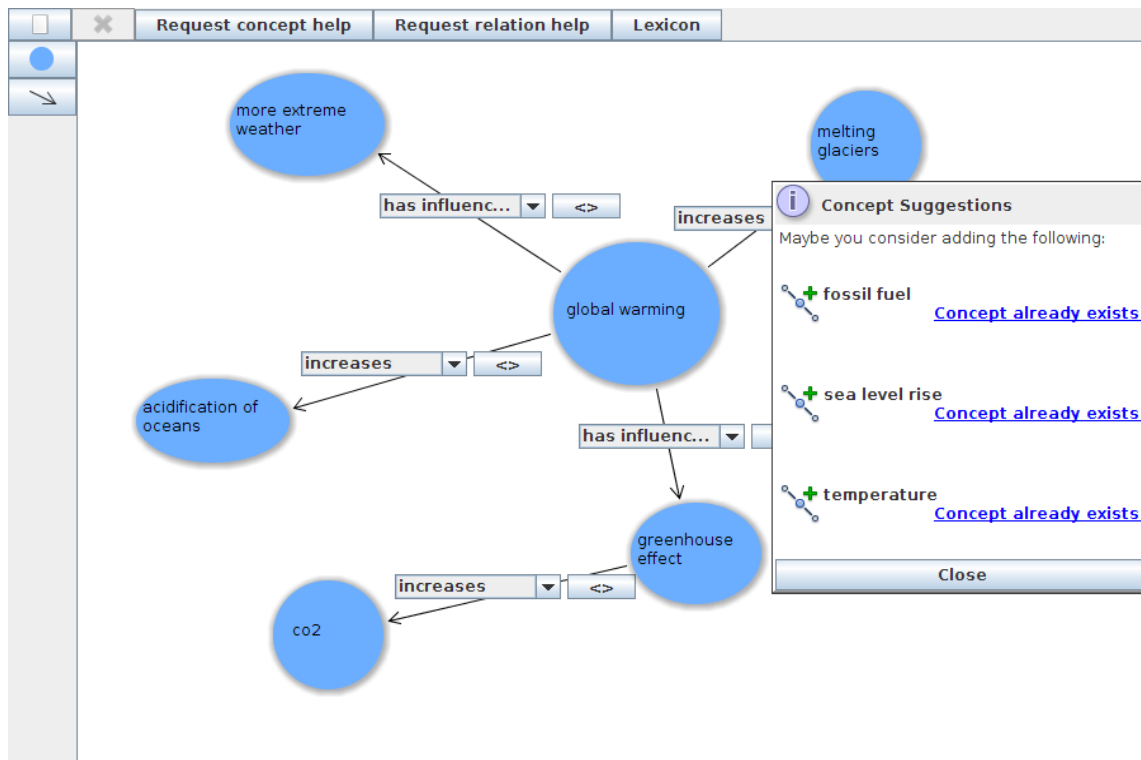 Request concept help
Request relation help
Lexicon
more extreme
weather
melting
glaciers
has influenc...
<>
increases
Concept Suggestions
Maybe you consider adding the following:
fossil fuel
Concept already exists
global warming
increases
<>
sea level rise
Concept already exists
acidification of
oceans
has influenc...
temperature
Concept already exists
greenhouse
effect
increases
<>
Close
co2